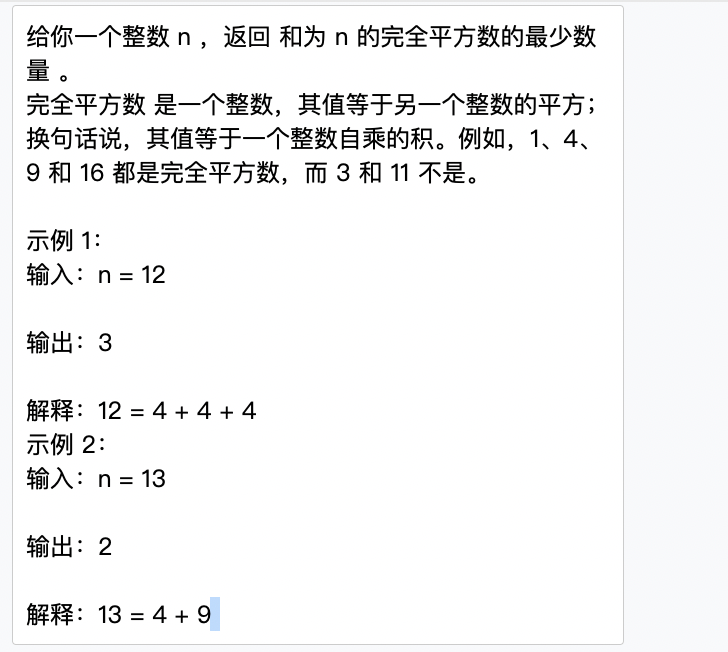 给你一个整数 n ，返回 和为 n 的完全平方数的最少数
量 。
完全平方数 是一个整数，其值等于另一个整数的平方；
换句话说，其值等于一个整数自乘的积。例如，1、4、
9 和 16 都是完全平方数，而 3 和 11 不是。
示例 1：
输入：n = 12
输出：3
解释：12 = 4 + 4 + 4
示例 2：
输入：n = 13
输出：2
解释：13 = 4 + 9